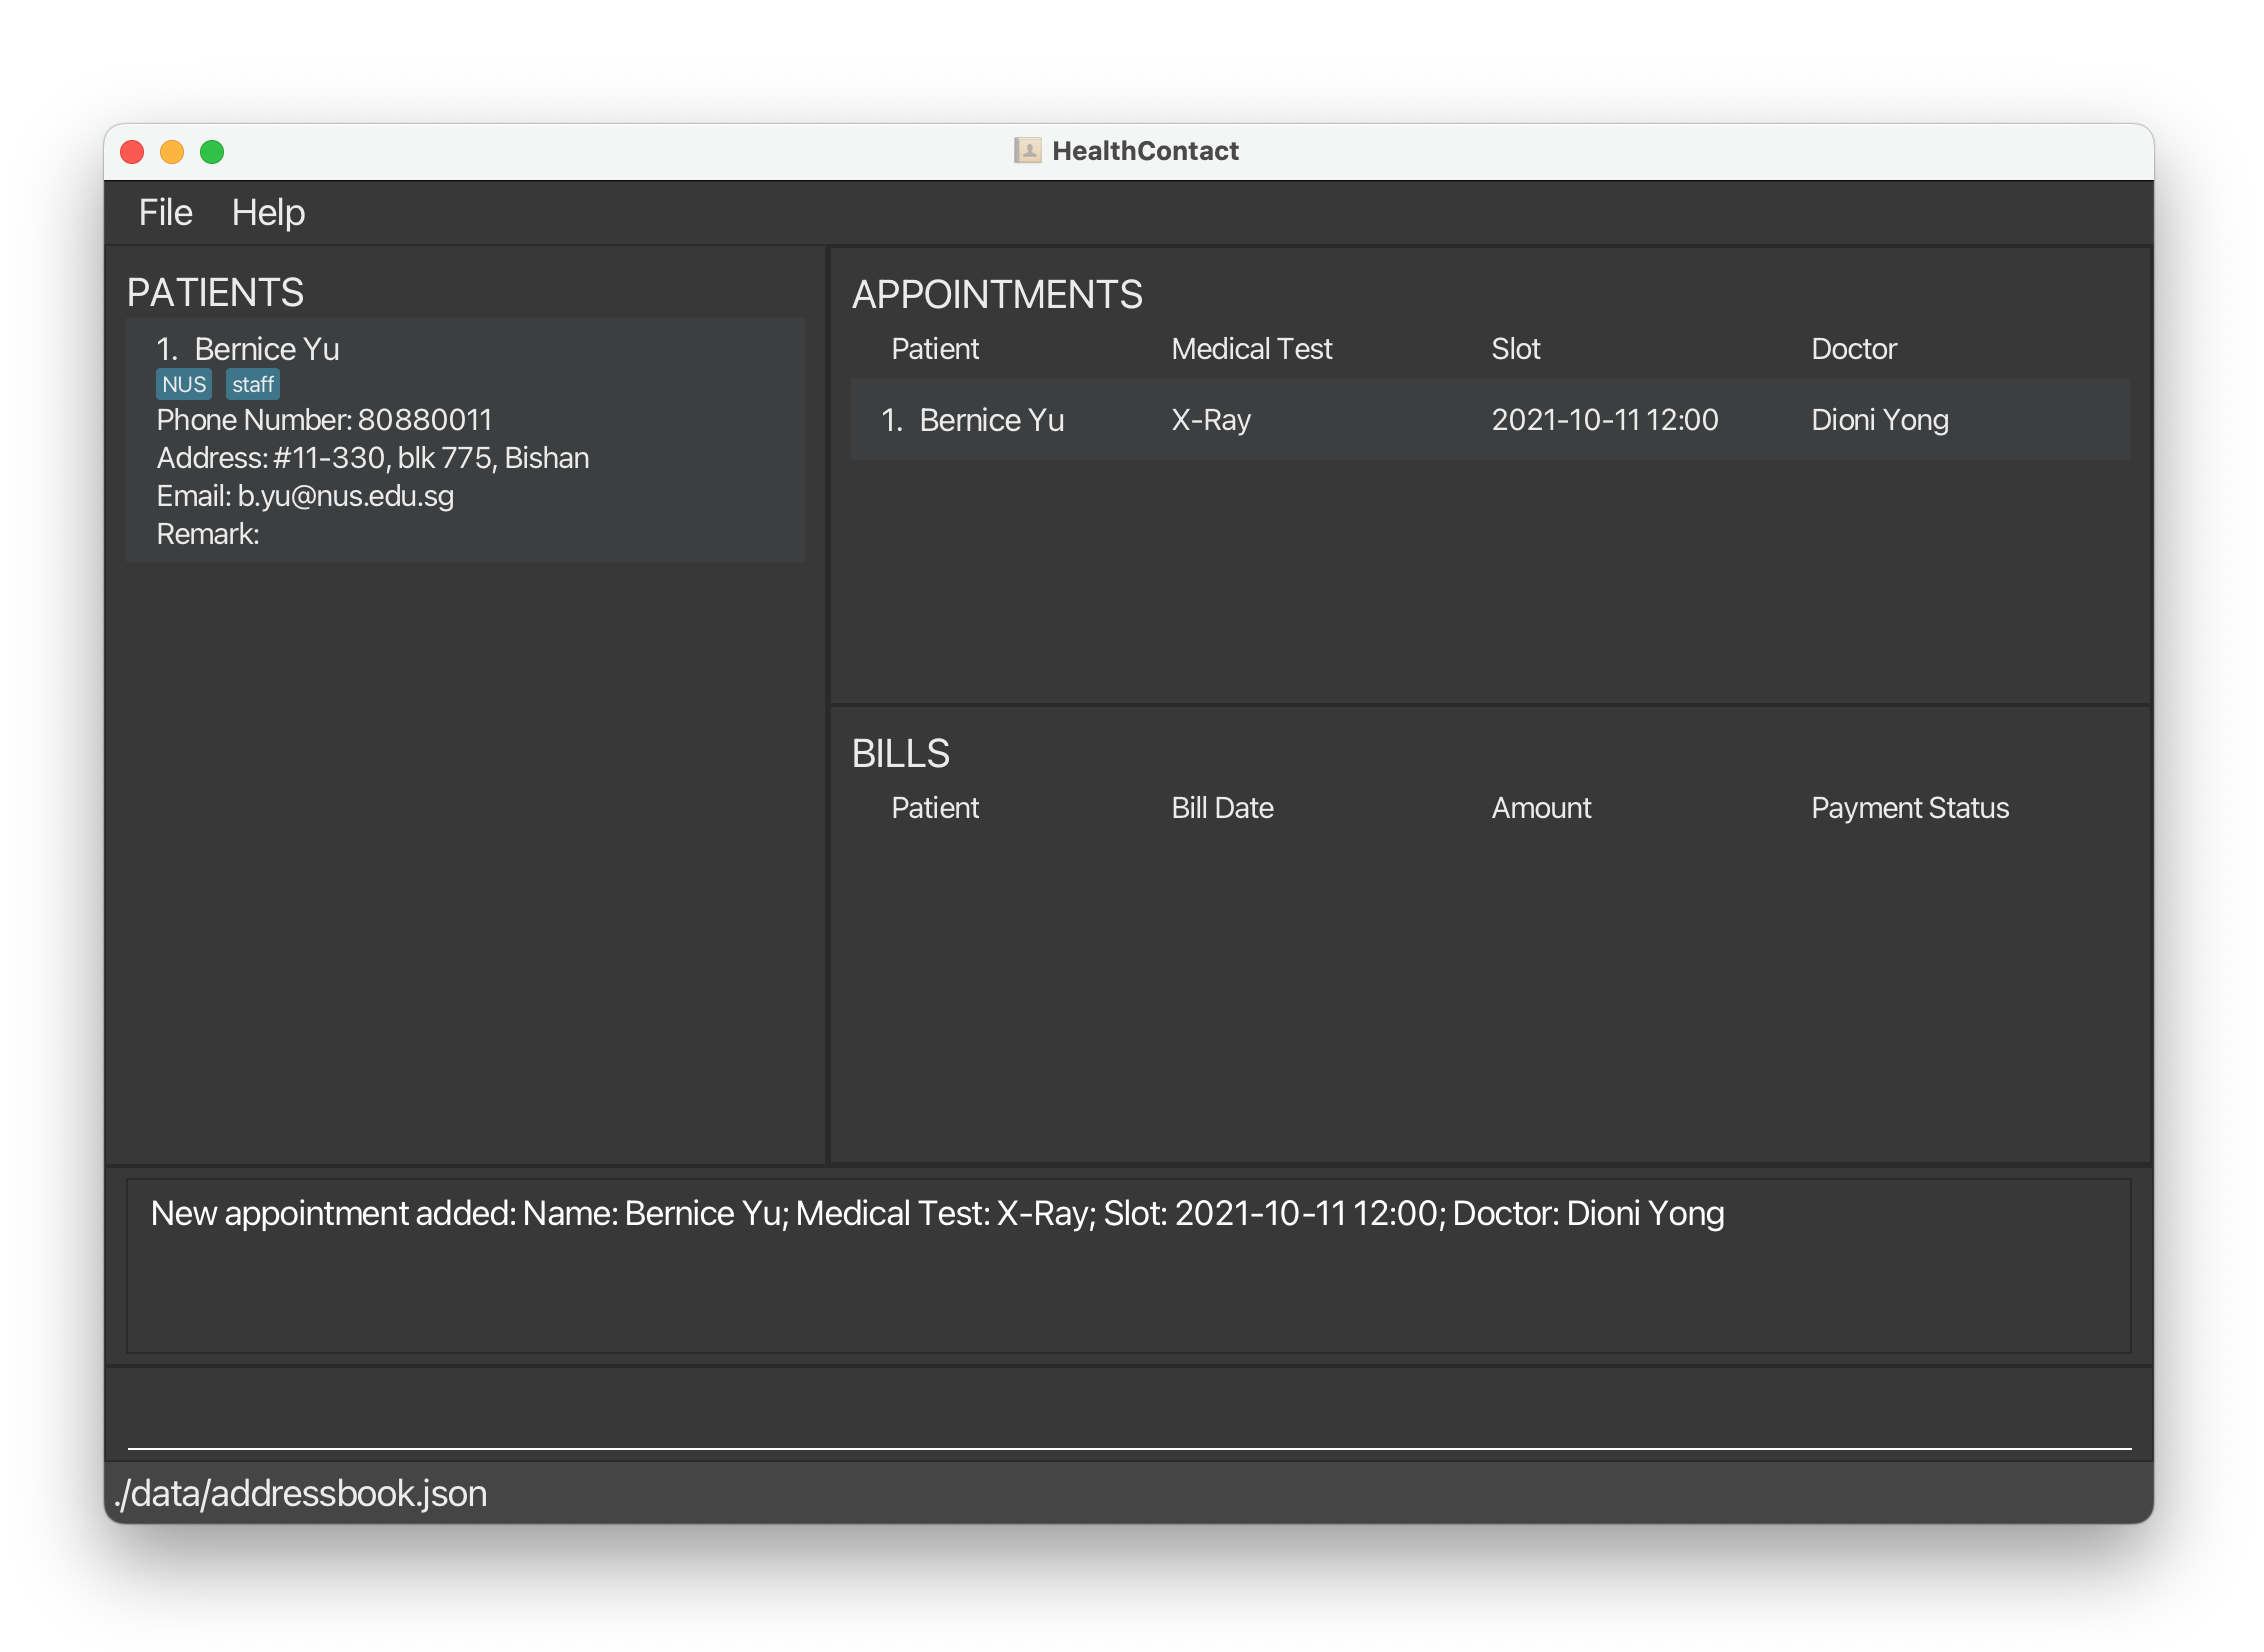 HealthContact
File Help
PATIENTS
1. Bernice Yu
NUS staff
Phone Number: 80880011
Address: #11-330, blk 775, Bishan
Email: b.yu@nus.edu.sg
Remark:
APPOINTMENTS
Patient Medical Test Slot Doctor
1. Bernice Yu X-Ray 2021-10-11 12:00 Dioni Yong
BILLS
Patient Bill Date Amount Payment Status
New appointment added: Name: Bernice Yu; Medical Test: X-Ray; Slot: 2021-10-11 12:00; Doctor: Dioni Yong
./data/addressbook.json